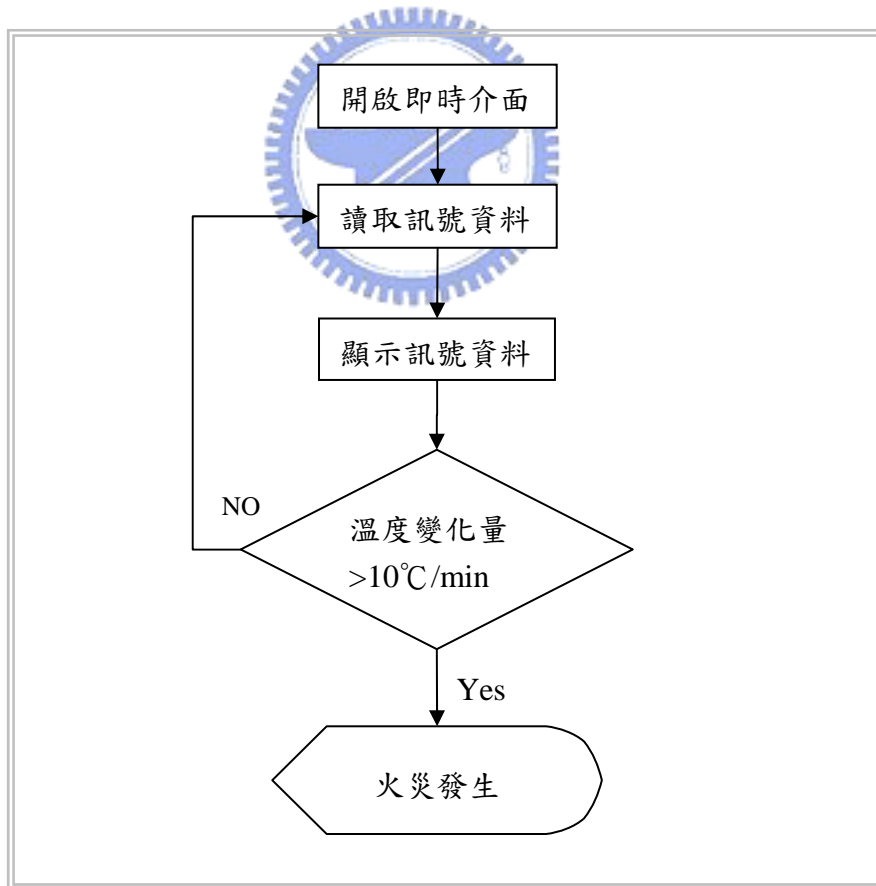 開啟即時介面
讀取訊號資料
顯示訊號資料
NO
溫度變化量
>10℃/min
Yes
火災發生